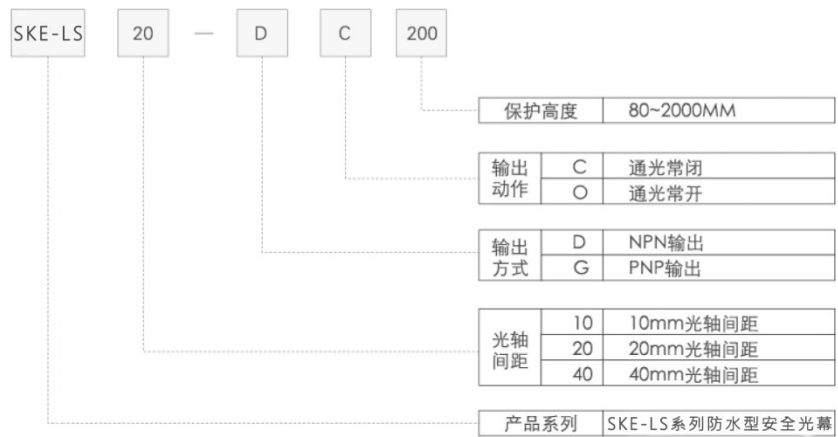 SKE-LS 20 — D C 200
保护高度 80~2000MM
输出动作 C 通光常闭
O 通光常开
输出方式 D NPN输出
G PNP输出
光轴间距 10 10mm光轴间距
20 20mm光轴间距
40 40mm光轴间距
产品系列 SKE-LS系列防水型安全光幕